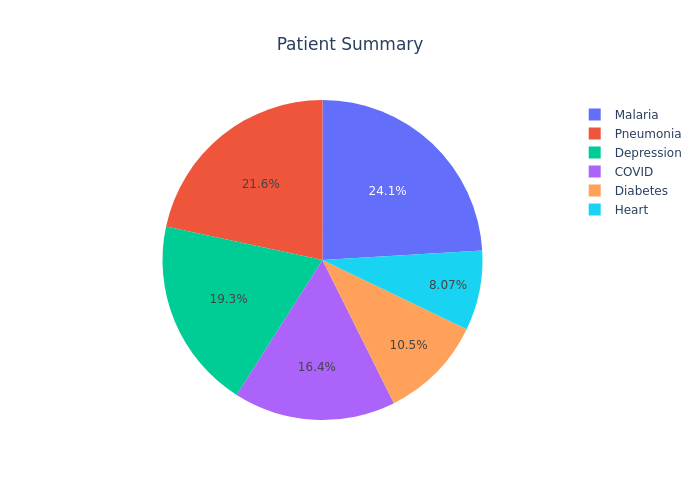 Patient Summary
Malaria
Pneumonia
Depression
COVID
Diabetes
Heart
21.6%
24.1%
8.07%
19.3%
10.5%
16.4%